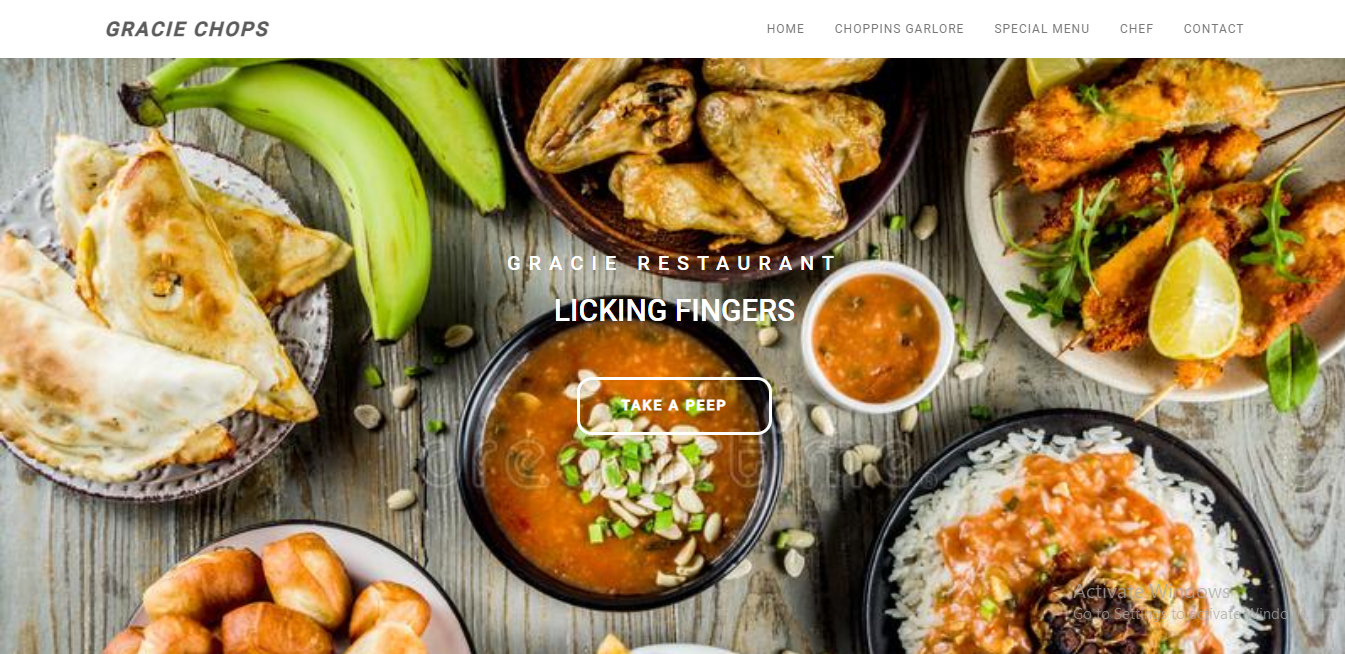 GRACIE CHOPS
HOME CHOPPINS GARLORE SPECIAL MENU CHEF CONTACT
GRACIE RESTAURANT
LICKING FINGERS
TAKE A PEEP
dreamstime
Activate Windows
Go to Settings to activate Windo